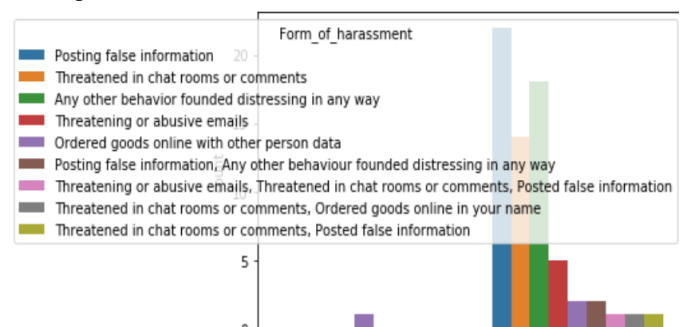 Form_of_harassment
Posting false information
20
Threatened in chat rooms or comments
Any other behavior founded distressing in any way
Threatening or abusive emails
Ordered goods online with other person data
Posting false information, Any other behaviour founded distressing in any way
Threatening or abusive emails, Threatened in chat rooms or comments, Posted false information
Threatened in chat rooms or comments, Ordered goods online in your name
Threatened in chat rooms or comments, Posted false information
5